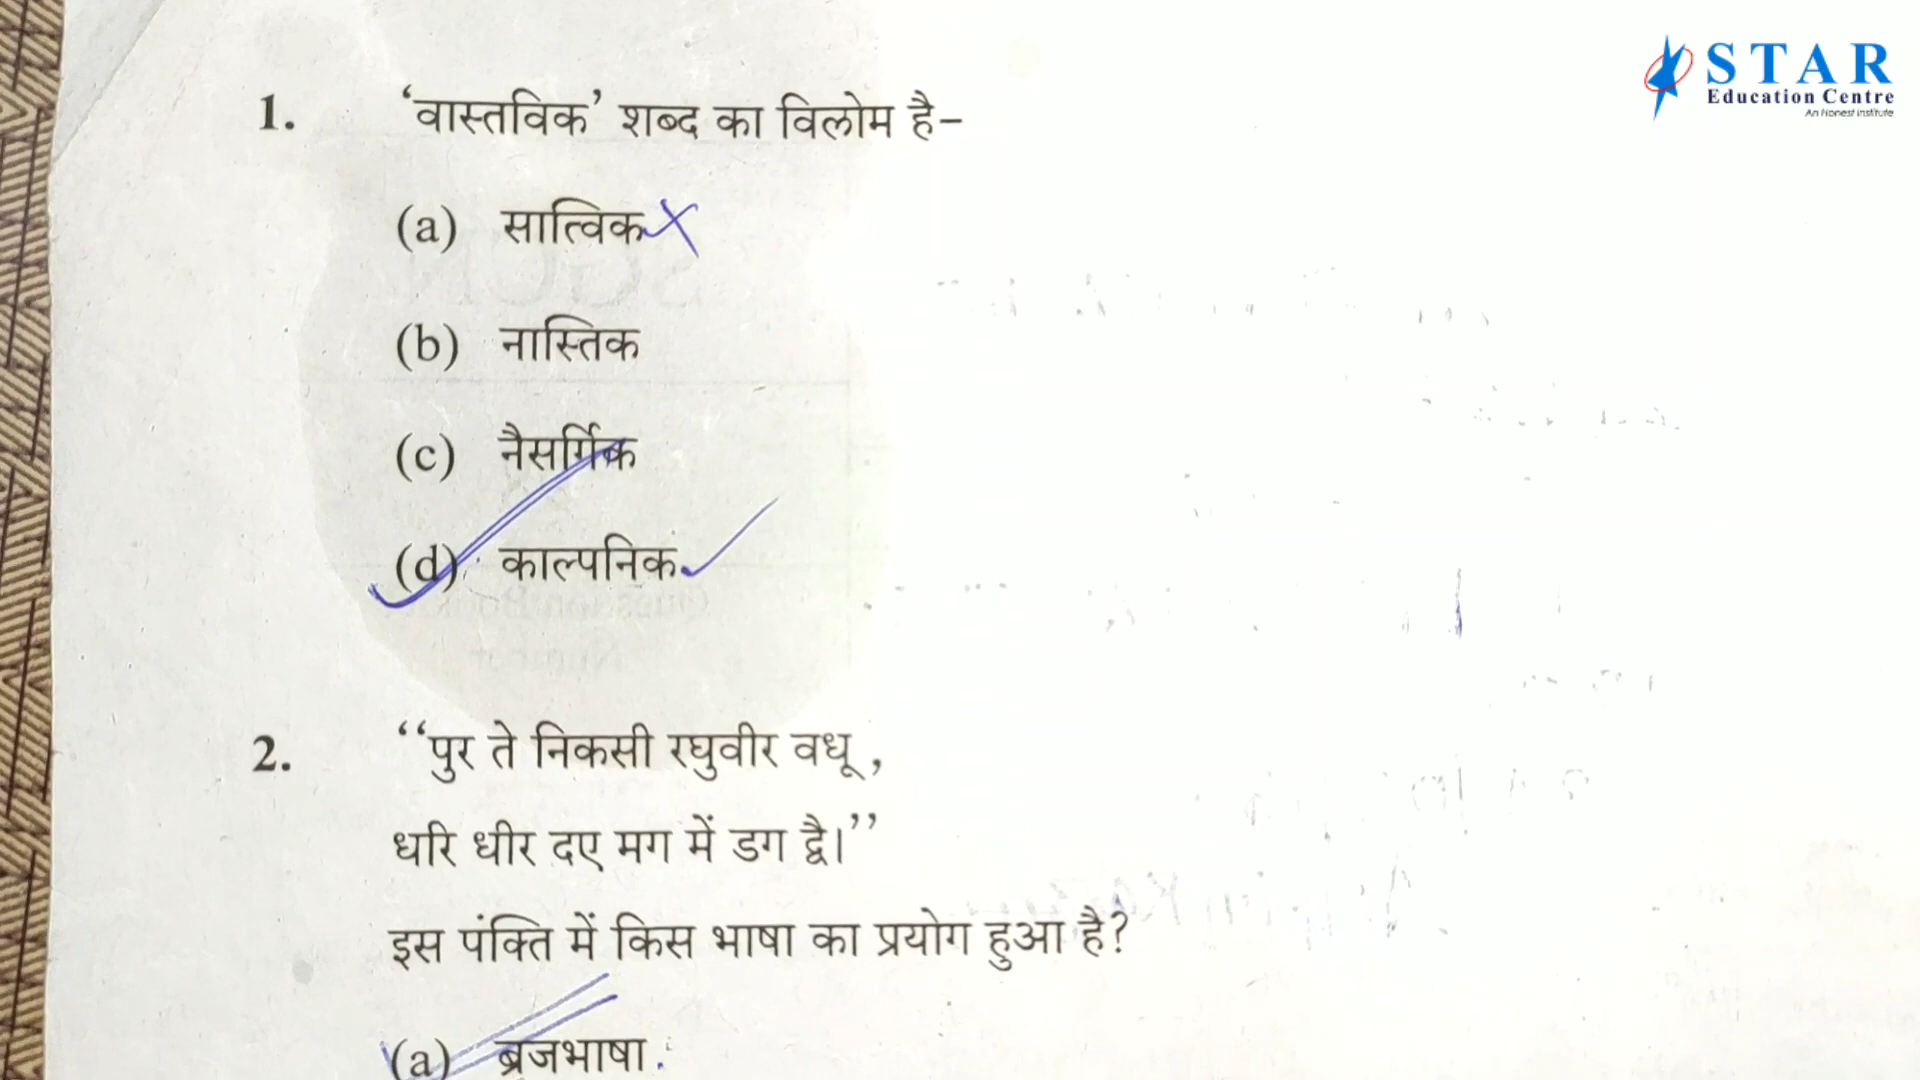 STAR
Education Centre
An Honest Institute
1. ‘वास्तविक’ शब्द का विलोम है–
(a) सात्विक
(b) नास्तिक
(c) नैसर्गिक
(d) काल्पनिक
2. ‘‘पुर ते निकसी रघुवीर वधू,
धरि धीर दए मग में डग द्वै।’’
इस पंक्ति में किस भाषा का प्रयोग हुआ है?
(a) ब्रजभाषा